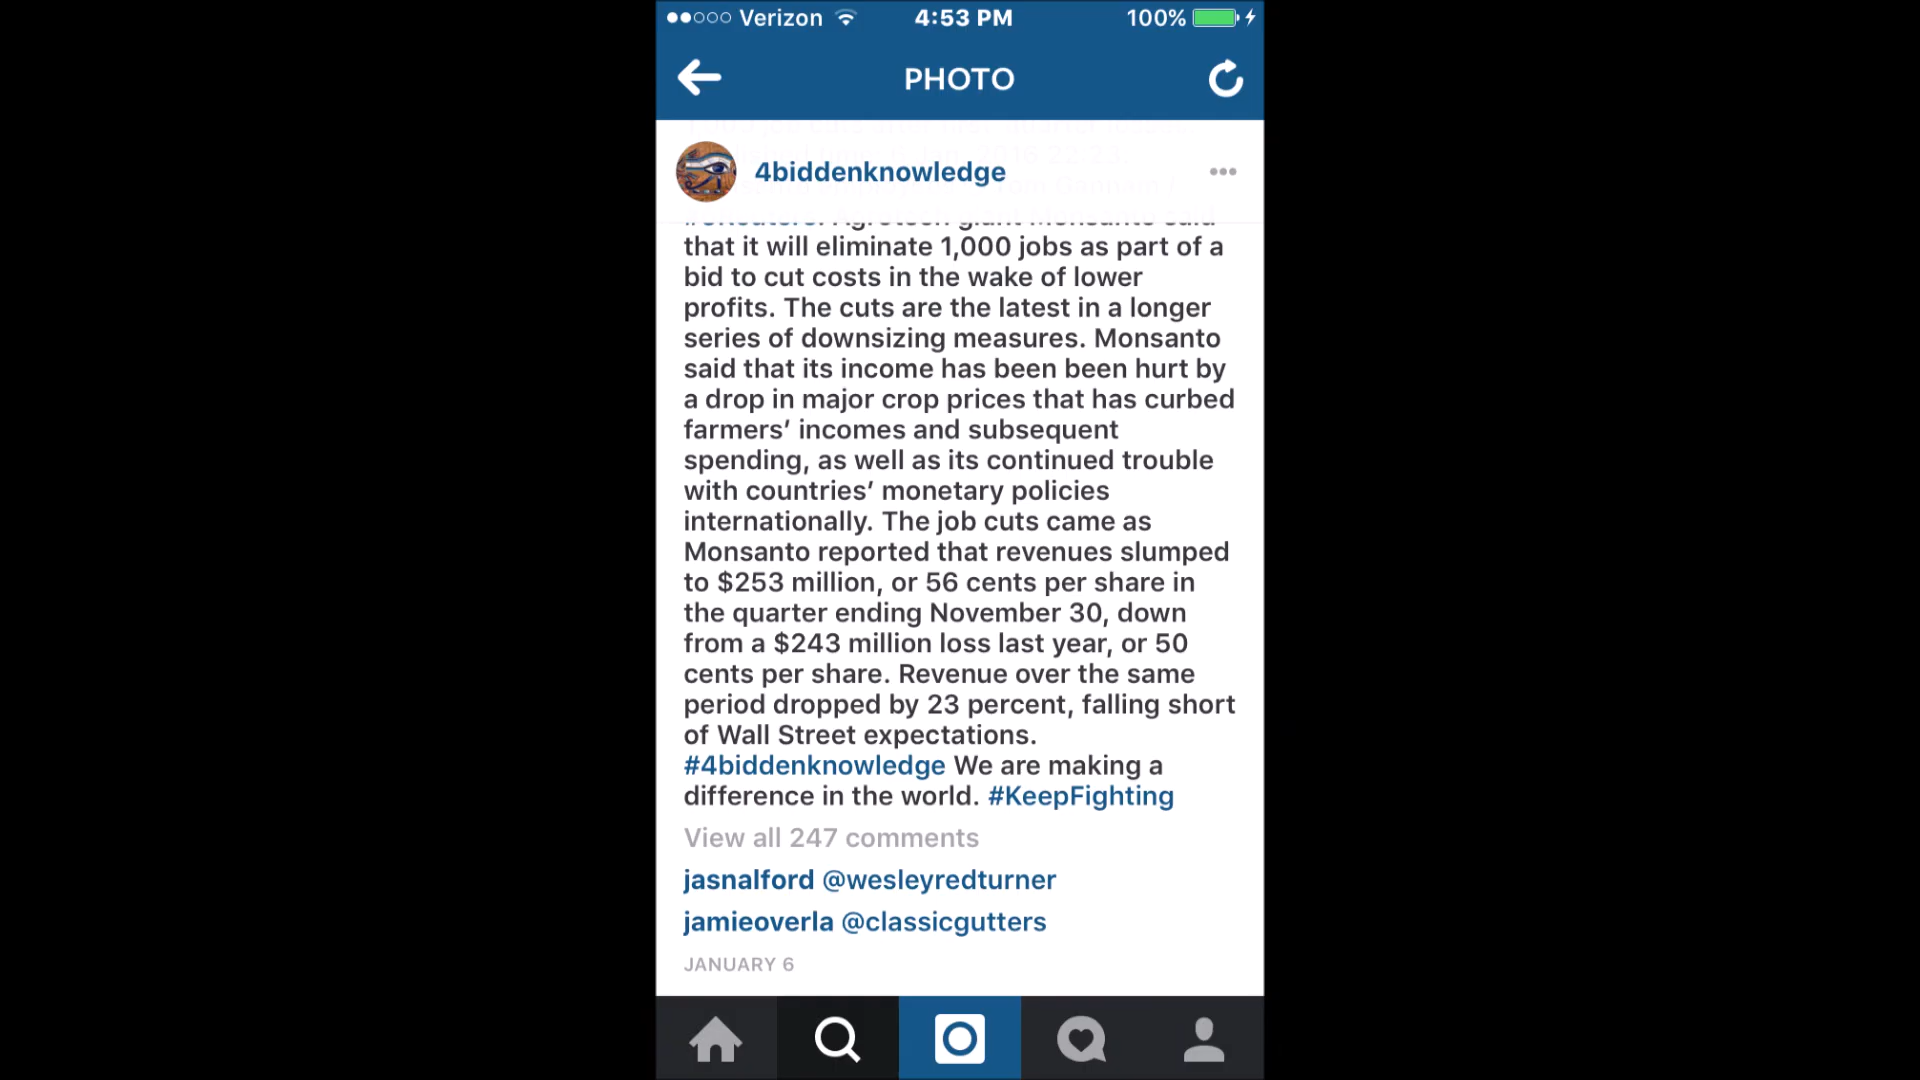 Verizon 4:53 PM 100%
PHOTO
4biddenknowledge
Agrotech giant Monsanto said
that it will eliminate 1,000 jobs as part of a
bid to cut costs in the wake of lower
profits. The cuts are the latest in a longer
series of downsizing measures. Monsanto
said that its income has been been hurt by
a drop in major crop prices that has curbed
farmers’ incomes and subsequent
spending, as well as its continued trouble
with countries’ monetary policies
internationally. The job cuts came as
Monsanto reported that revenues slumped
to $253 million, or 56 cents per share in
the quarter ending November 30, down
from a $243 million loss last year, or 50
cents per share. Revenue over the same
period dropped by 23 percent, falling short
of Wall Street expectations.
#4biddenknowledge We are making a
difference in the world. #KeepFighting
View all 247 comments
jasnalford @wesleyredturner
jamieoverla @classicgutters
JANUARY 6